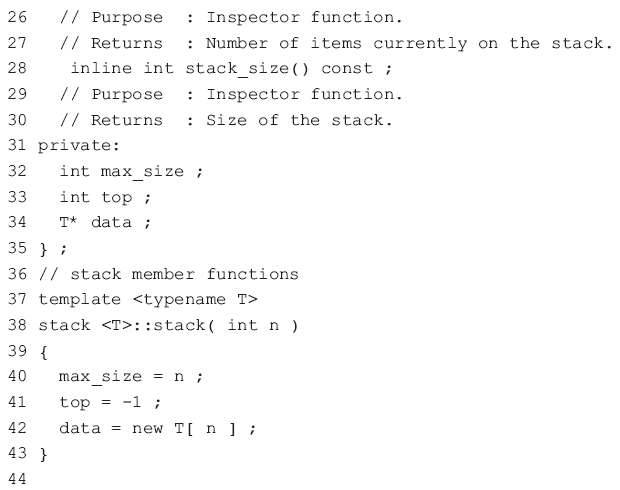 26   // Purpose  : Inspector function.
27   // Returns  : Number of items currently on the stack.
28    inline int stack_size() const ;
29   // Purpose  : Inspector function.
30   // Returns  : Size of the stack.
31 private:
32   int max_size ;
33   int top ;
34   T* data ;
35 } ;
36 // stack member functions
37 template <typename T>
38 stack <T>::stack( int n )
39 {
40   max_size = n ;
41   top = -1 ;
42   data = new T[ n ] ;
43 }
44